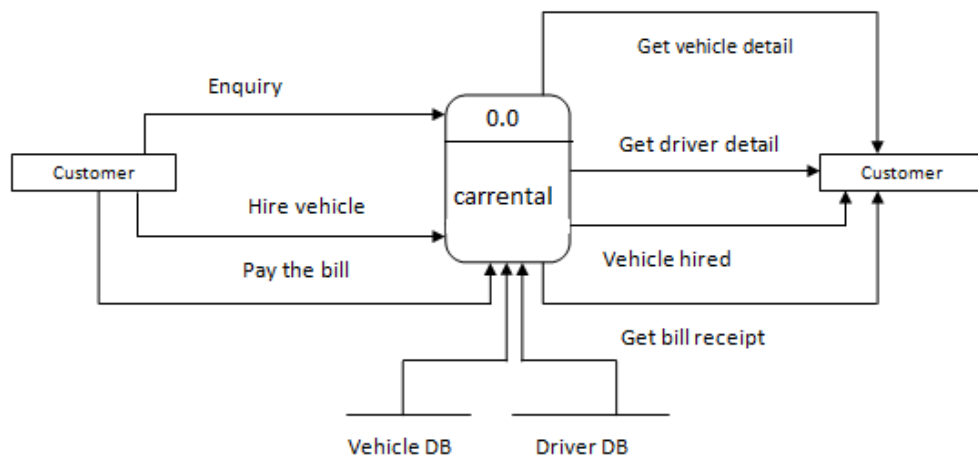 Get vehicle detail
Enquiry
0.0
Get driver detail
Customer
carrental
Customer
Hire vehicle
Vehicle hired
Pay the bill
Get bill receipt
Vehicle DB
Driver DB